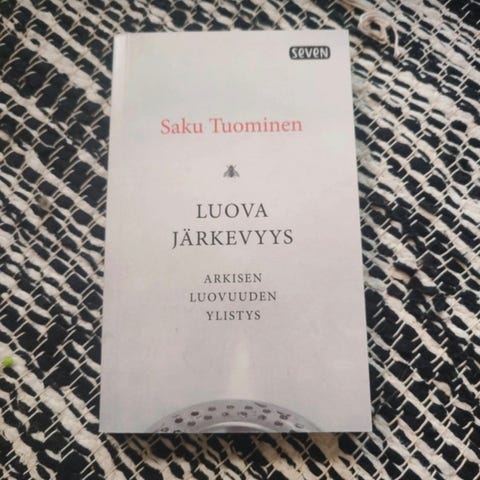 seven
Saku Tuominen
LUOVA
JÄRKEVYYS
ARKISEN
LUOVUUDEN
YLISTYS